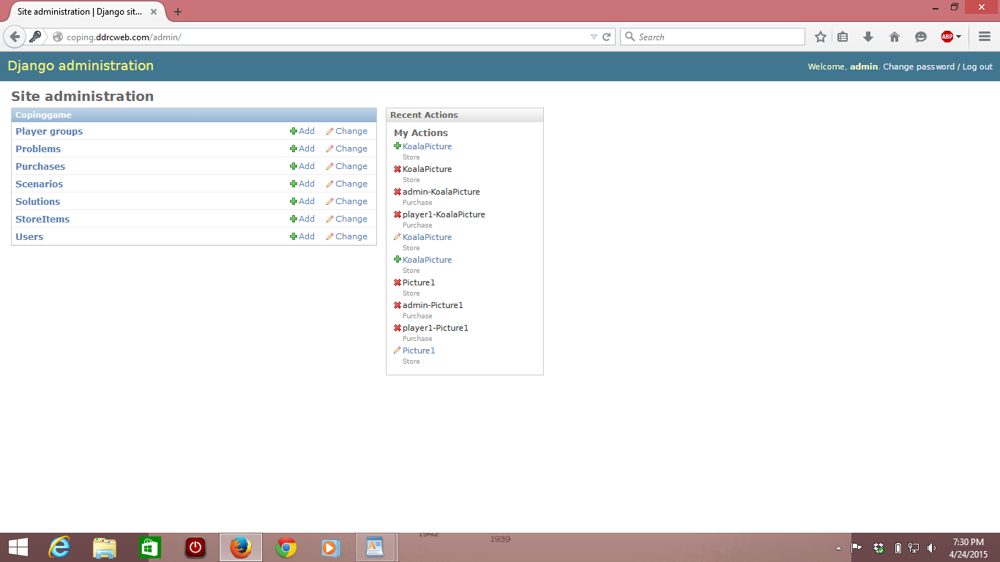 Site administration | Django sit...
coping.ddrcweb.com/admin/
Search
ABP
Django administration
Welcome, admin. Change password / Log out
Site administration
Copinggame
Player groups Add Change
Problems Add Change
Purchases Add Change
Scenarios Add Change
Solutions Add Change
StoreItems Add Change
Users Add Change
Recent Actions
My Actions
KoalaPicture
Store
KoalaPicture
Store
admin-KoalaPicture
Purchase
player1-KoalaPicture
Purchase
KoalaPicture
Store
KoalaPicture
Store
Picture1
Store
admin-Picture1
Purchase
player1-Picture1
Purchase
Picture1
Store
1942
1939
7:30 PM
4/24/2015